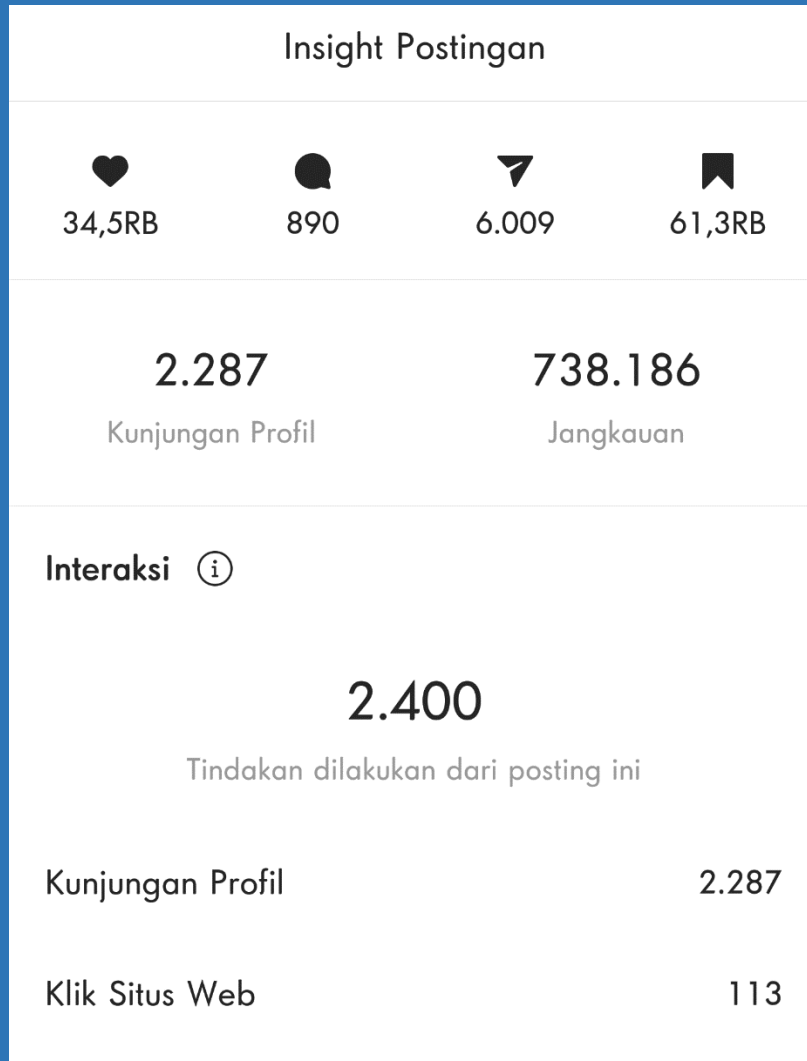 Insight Postingan
34,5RB 890 6.009 61,3RB
2.287 738.186
Kunjungan Profil Jangkauan
Interaksi i
2.400
Tindakan dilakukan dari posting ini
Kunjungan Profil 2.287
Klik Situs Web 113